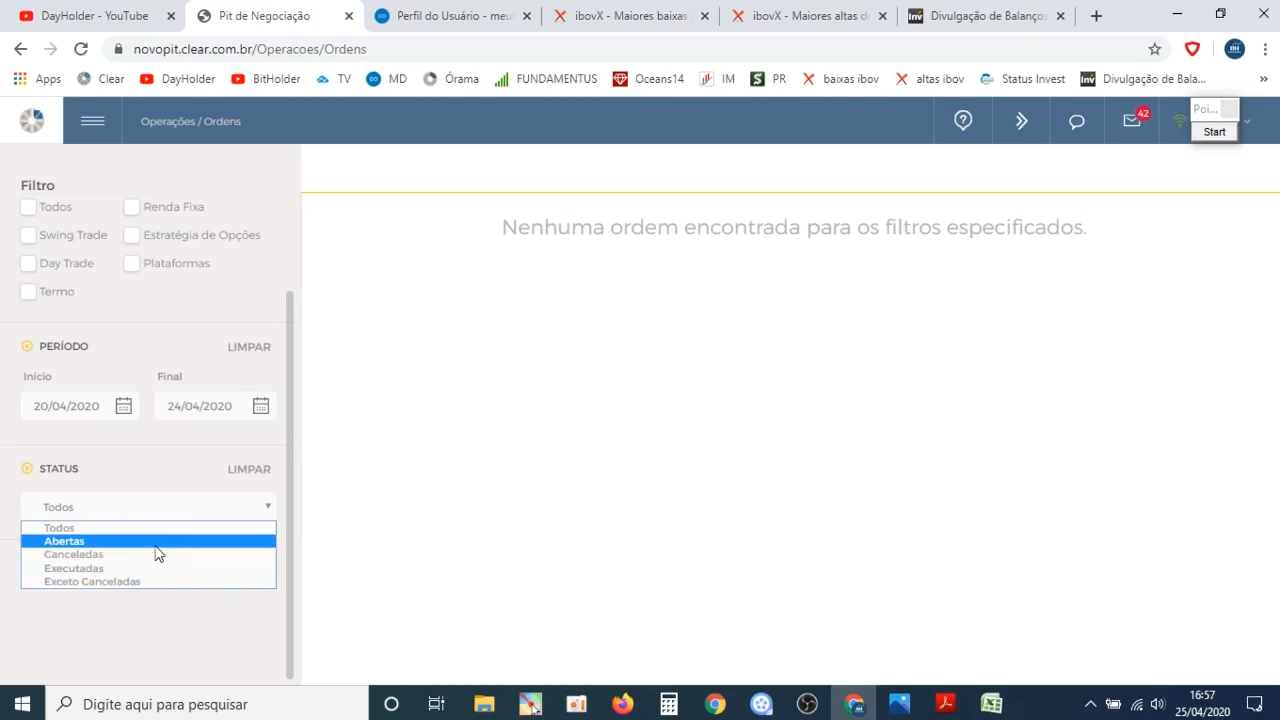 DayHolder - YouTube
Pit de Negociação
Perfil do Usuário - meu
ibovX - Maiores baixas
ibovX - Maiores altas d
Divulgação de Balanços
novopit.clear.com.br/Operacoes/Ordens
Apps
Clear
DayHolder
BitHolder
TV
MD
Órama
FUNDAMENTUS
Oceans14
IM
PR
baixas ibov
altas ibov
Status Invest
Divulgação de Bala...
»
Operações / Ordens
42
Poi...
Start
Filtro
Todos
Renda Fixa
Swing Trade
Estratégia de Opções
Day Trade
Plataformas
Termo
PERÍODO
LIMPAR
Início
Final
20/04/2020
24/04/2020
STATUS
LIMPAR
Todos
Todos
Abertas
Canceladas
Executadas
Exceto Canceladas
Nenhuma ordem encontrada para os filtros especificados.
Digite aqui para pesquisar
16:57
25/04/2020